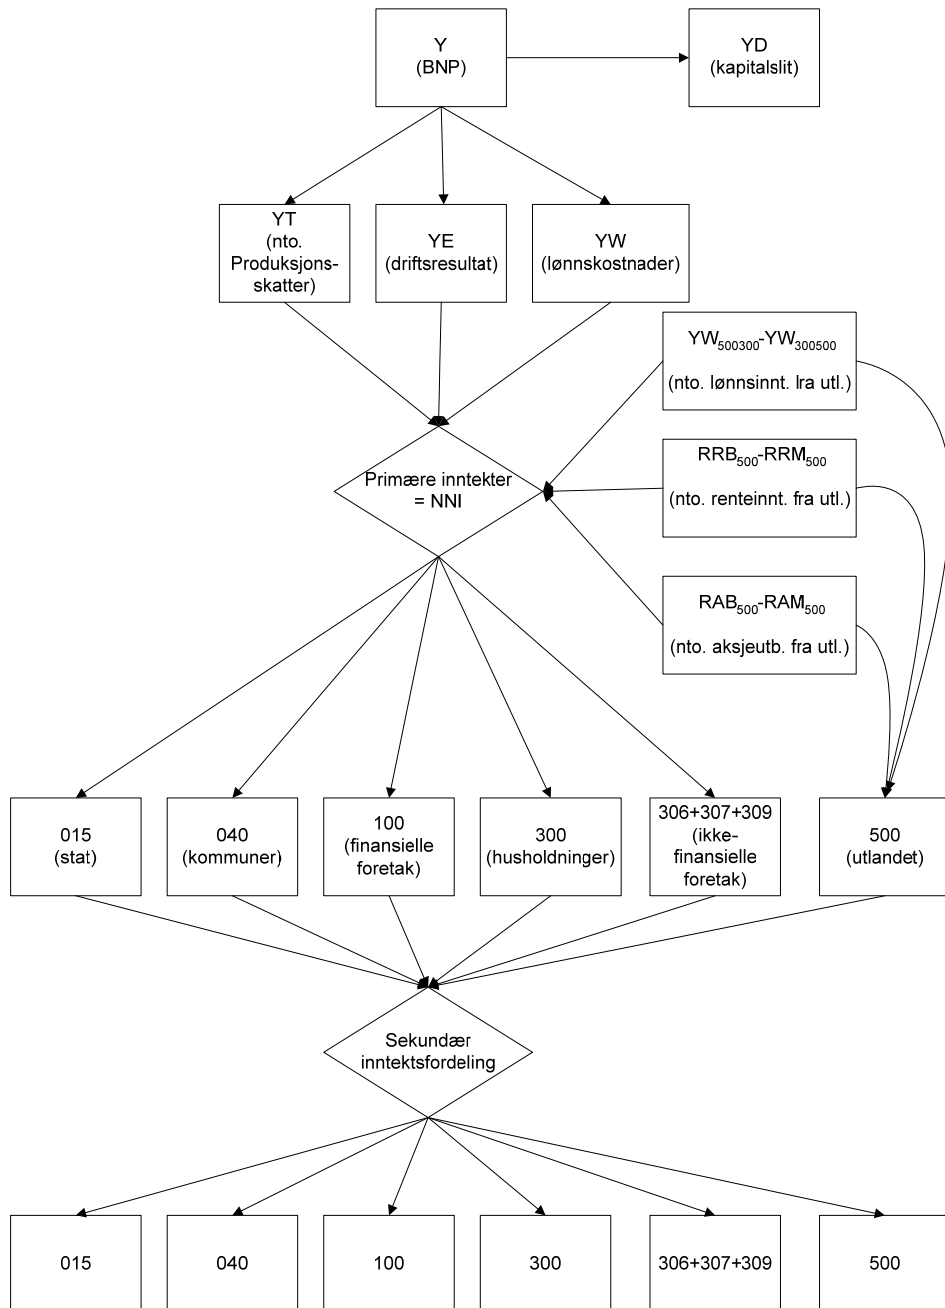 Y
(BNP)
YD
(kapitalslit)
YT
(nto.
Produksjons-
skatter)
YE
(driftsresultat)
YW
(lønnskostnader)
YW500300-YW300500
(nto. lønnsinnt. fra utl.)
Primære inntekter
= NNI
RRB500-RRM500
(nto. renteinnt. fra utl.)
RAB500-RAM500
(nto. aksjeutb. fra utl.)
015
(stat)
040
(kommuner)
100
(finansielle
foretak)
300
(husholdninger)
306+307+309
(ikke-
finansielle
foretak)
500
(utlandet)
Sekundær
inntektsfordeling
015
040
100
300
306+307+309
500